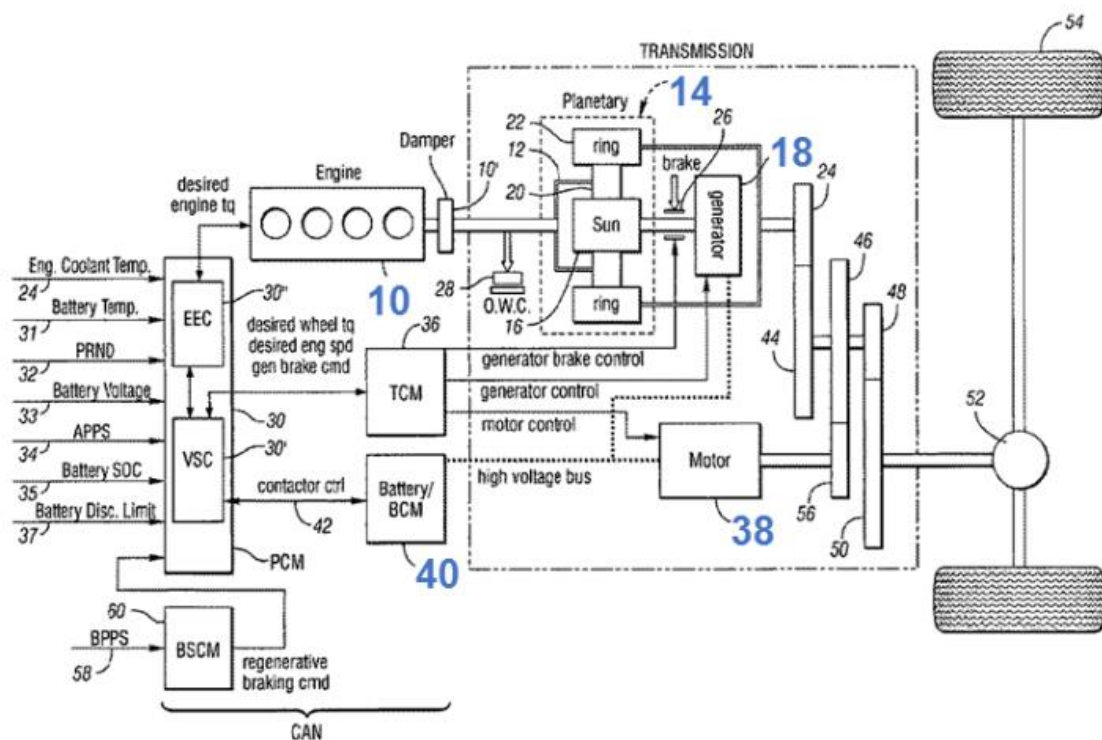 TRANSMISSION
54
Planetary
14
22
ring
26
Damper
12
brake
18
Engine
10'
20
24
desired
engine tq
Sun
generator
46
Eng. Coolant Temp.
24
10
28
O.W.C.
16
ring
48
EEC
30"
Battery Temp.
31
desired wheel tq
desired eng spd
gen brake cmd
36
generator brake control
44
PRND
32
TCM
generator control
Battery Voltage
33
30
motor control
52
APPS
34
VSC
30'
Battery SOC
35
contactor ctrl
42
Battery/
BCM
high voltage bus
Motor
56
Battery Disc. Limit
37
38
50
PCM
40
60
BPPS
58
BSCM
regenerative
braking cmd
CAN